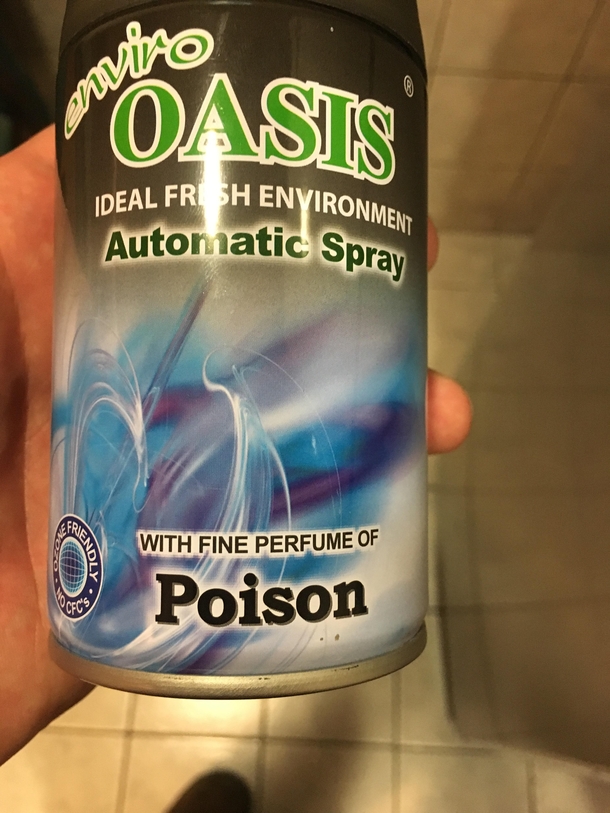 enviro
OASIS®
IDEAL FRESH ENVIRONMENT
Automatic Spray
WITH FINE PERFUME OF
Poison
OZONE FRIENDLY
NO CFC's